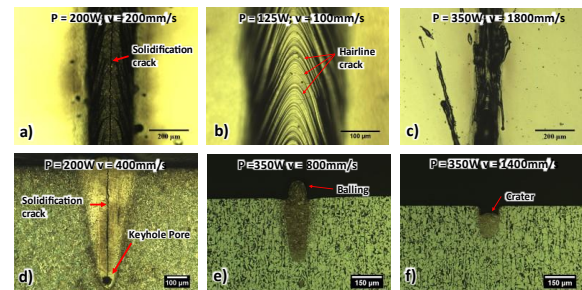 P = 200W; v = 200mm/s
Solidification
crack
200 μm
a)
P = 125W; v = 100mm/s
Hairline
crack
100 μm
b)
P = 350W v = 1800mm/s
200 μm
c)
P = 200W v = 400mm/s
Solidification
crack
Keyhole Pore
100 μm
d)
P =350W v = 800mm/s
Balling
150 μm
e)
P =350W v = 1400mm/s
Crater
150 μm
f)